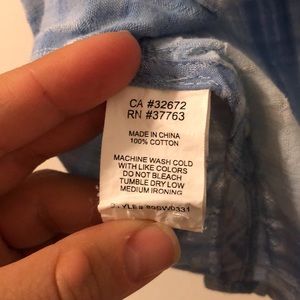 CA #32672
RN #37763
MADE IN CHINA
100% COTTON
MACHINE WASH COLD
WITH LIKE COLORS
DO NOT BLEACH
TUMBLE DRY LOW
MEDIUM IRONING